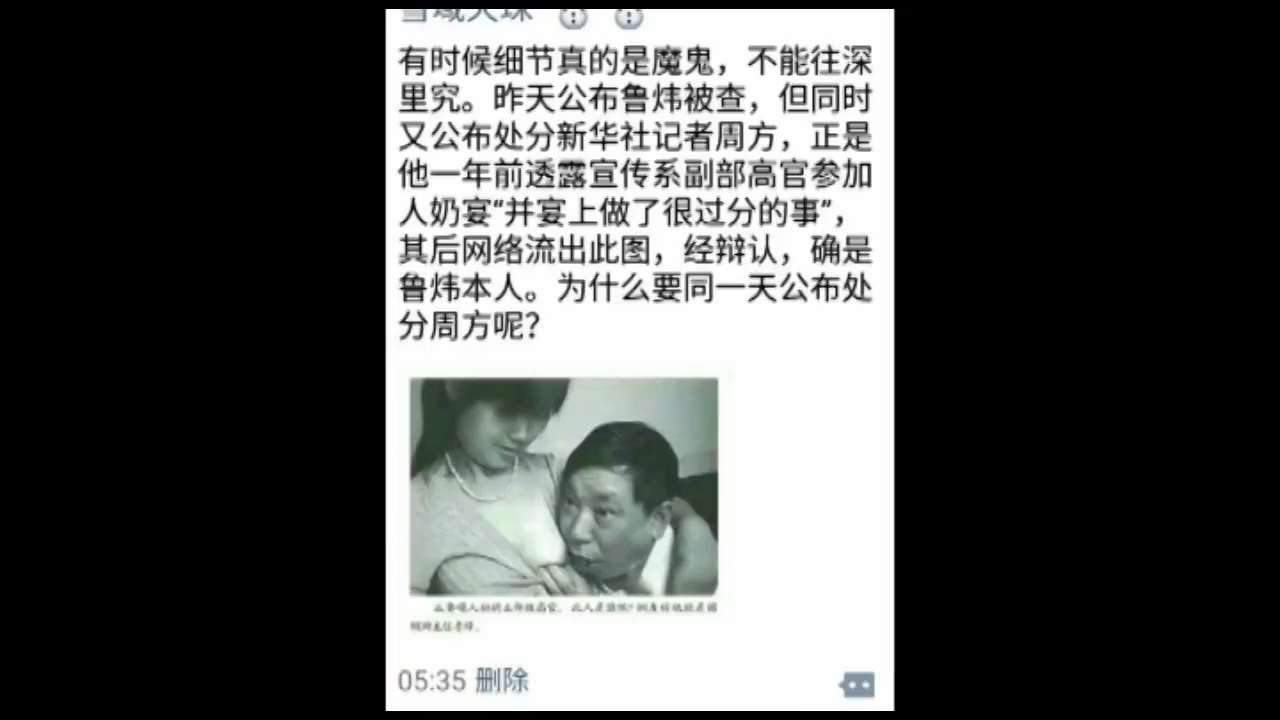 有时候细节真的是魔鬼，不能往深
里究。昨天公布鲁炜被查，但同时
又公布处分新华社记者周方，正是
他一年前透露宣传系副部高官参加
人奶宴“并宴上做了很过分的事”，
其后网络流出此图，经辩认，确是
鲁炜本人。为什么要同一天公布处
分周方呢？
05:35 删除